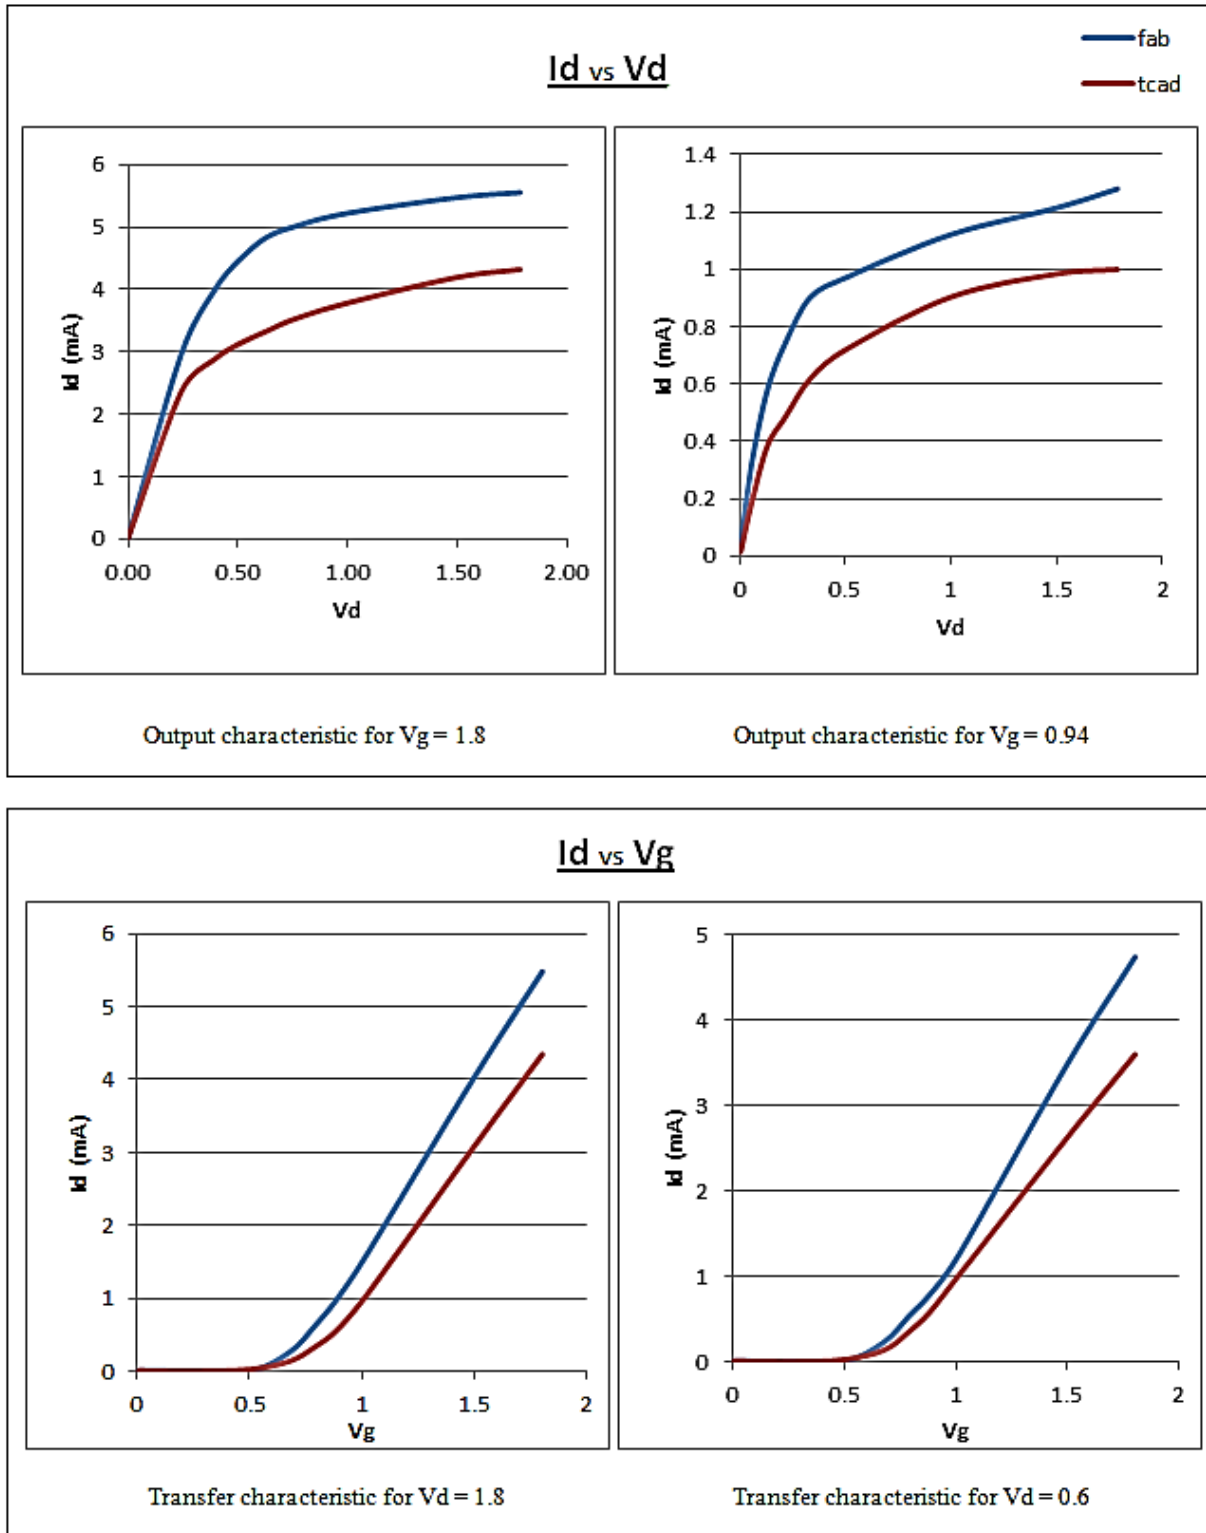 fab
Id vs Vd
tcad
6
5
4
3
2
1
0
Id (mA)
0.00 0.50 1.00 1.50 2.00
Vd
1.4
1.2
1
0.8
0.6
0.4
0.2
0
Id (mA)
0 0.5 1 1.5 2
Vd
Output characteristic for Vg = 1.8
Output characteristic for Vg = 0.94
Id vs Vg
6
5
4
3
2
1
0
Id (mA)
0 0.5 1 1.5 2
Vg
5
4
3
2
1
0
Id (mA)
0 0.5 1 1.5 2
Vg
Transfer characteristic for Vd = 1.8
Transfer characteristic for Vd = 0.6